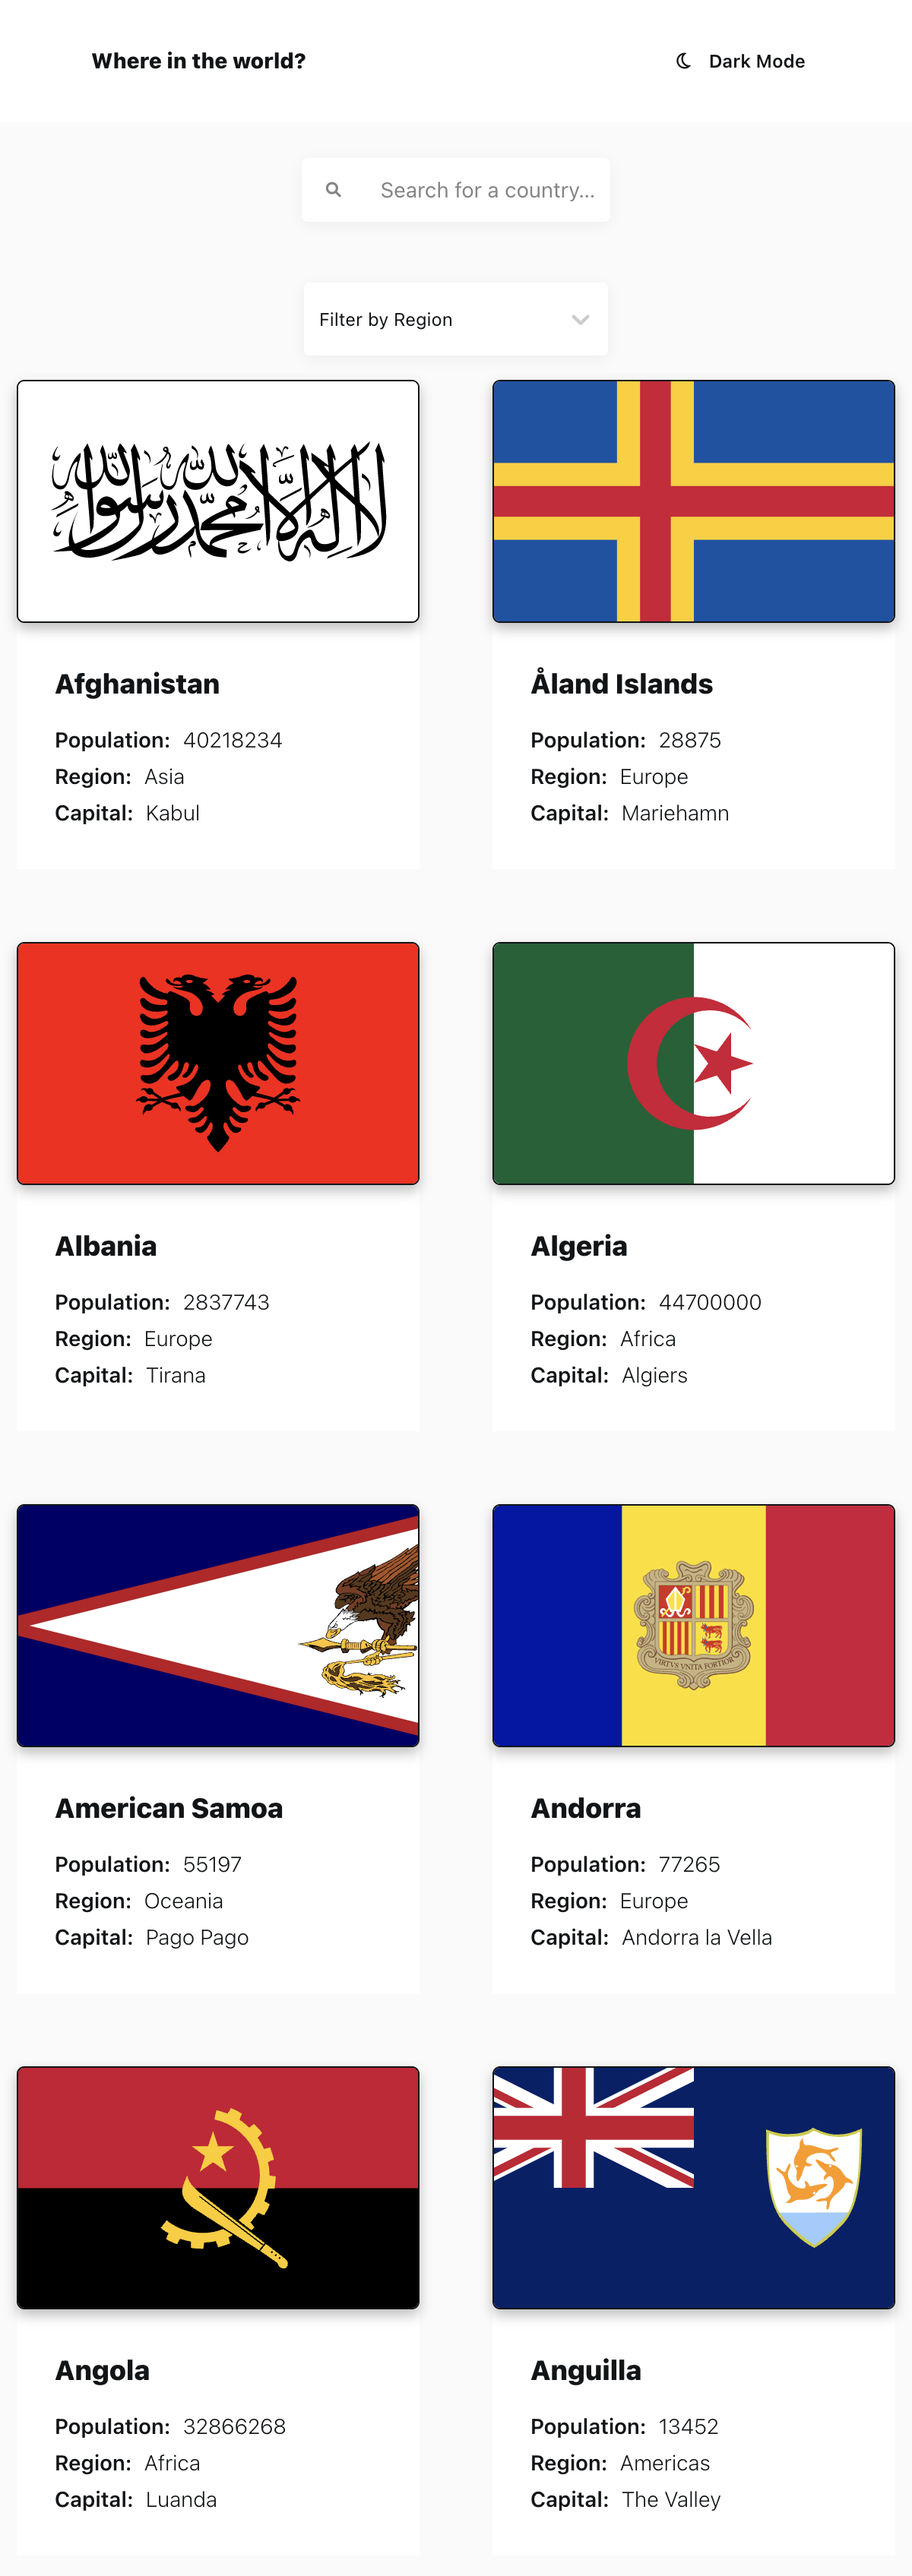 Where in the world?
Dark Mode
Search for a country...
Filter by Region
لا إله إلا الله محمد رسول الله
Afghanistan
Population: 40218234
Region: Asia
Capital: Kabul
Åland Islands
Population: 28875
Region: Europe
Capital: Mariehamn
Albania
Population: 2837743
Region: Europe
Capital: Tirana
Algeria
Population: 44700000
Region: Africa
Capital: Algiers
American Samoa
Population: 55197
Region: Oceania
Capital: Pago Pago
VIRTVS VNITA FORTIOR
Andorra
Population: 77265
Region: Europe
Capital: Andorra la Vella
Angola
Population: 32866268
Region: Africa
Capital: Luanda
Anguilla
Population: 13452
Region: Americas
Capital: The Valley